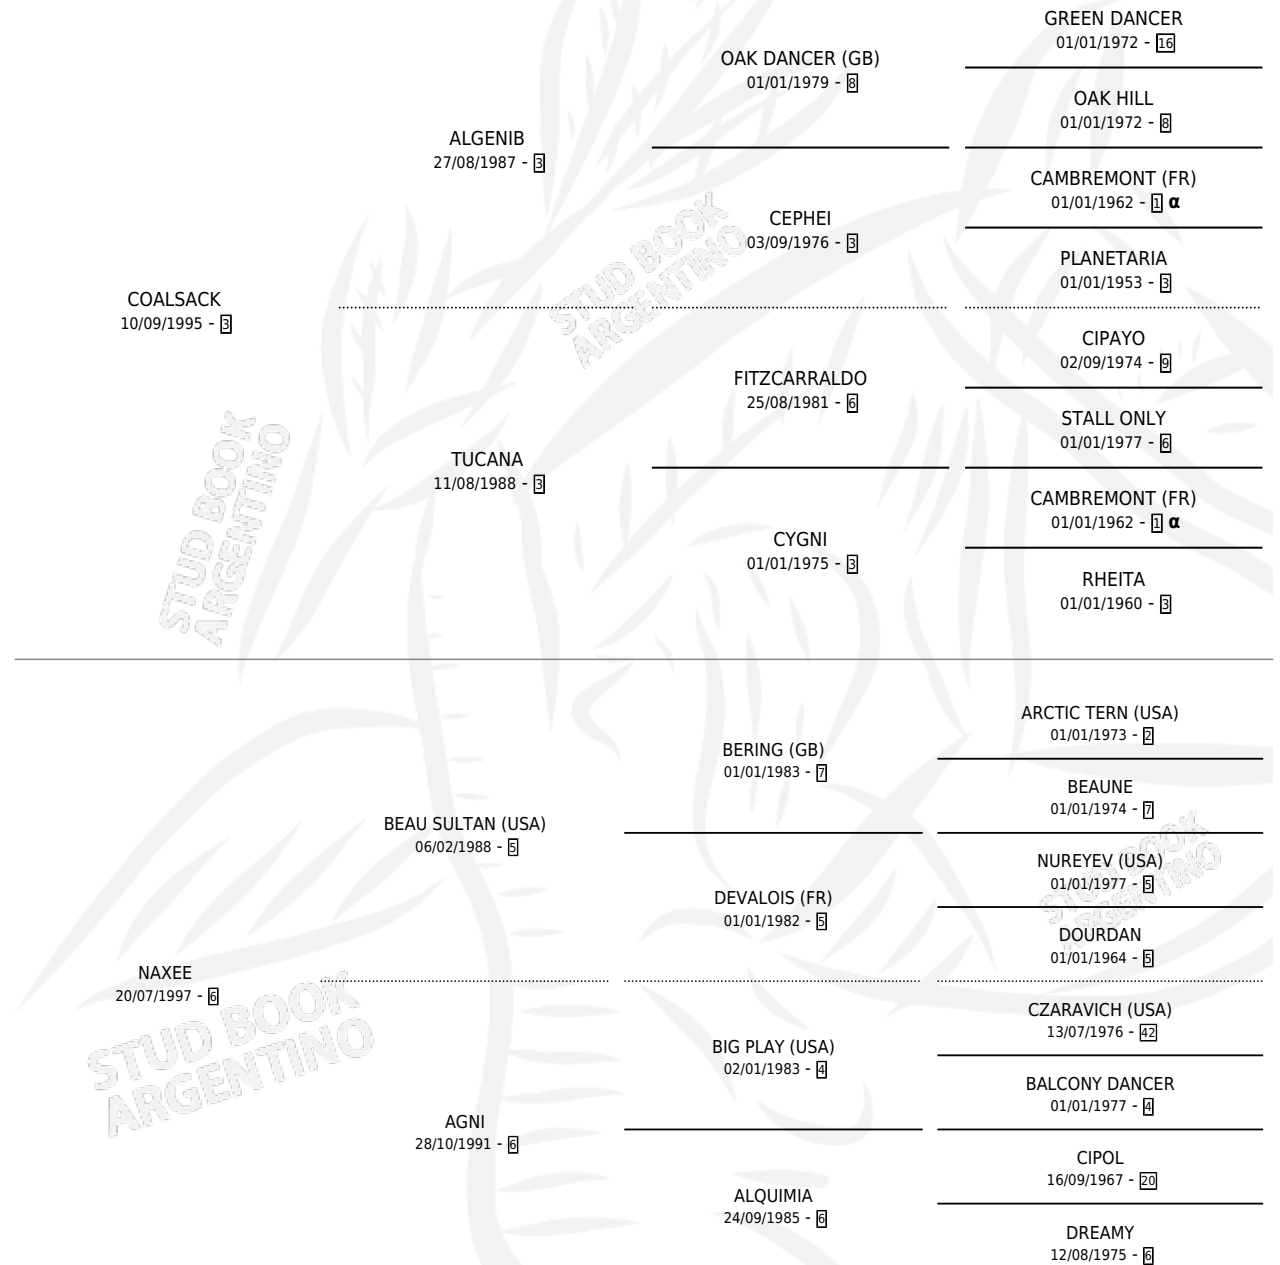 GREEN DANCER
01/01/1972 - 16
OAK DANCER (GB)
01/01/1979 - 8
OAK HILL
01/01/1972 - 8
ALGENIB
27/08/1987 - 3
CAMBREMONT (FR)
01/01/1962 - 1 α
CEPHEI
03/09/1976 - 3
PLANETARIA
01/01/1953 - 3
COALSACK
10/09/1995 - 3
CIPAYO
02/09/1974 - 9
FITZCARRALDO
25/08/1981 - 6
STALL ONLY
01/01/1977 - 6
TUCANA
11/08/1988 - 3
CAMBREMONT (FR)
01/01/1962 - 1 α
CYGNI
01/01/1975 - 3
RHEITA
01/01/1960 - 3
ARCTIC TERN (USA)
01/01/1973 - 2
BERING (GB)
01/01/1983 - 7
BEAUNE
01/01/1974 - 7
BEAU SULTAN (USA)
06/02/1988 - 5
NUREYEV (USA)
01/01/1977 - 5
DEVALOIS (FR)
01/01/1982 - 5
DOURDAN
01/01/1964 - 5
NAXEE
20/07/1997 - 6
CZARAVICH (USA)
13/07/1976 - 42
BIG PLAY (USA)
02/01/1983 - 4
BALCONY DANCER
01/01/1977 - 4
AGNI
28/10/1991 - 6
CIPOL
16/09/1967 - 20
ALQUIMIA
24/09/1985 - 6
DREAMY
12/08/1975 - 6
STUD BOOK
ARGENTINO
STUD BOOK
ARGENTINO
STUD BOOK
ARGENTINO
STUD BOOK
ARGENTINO